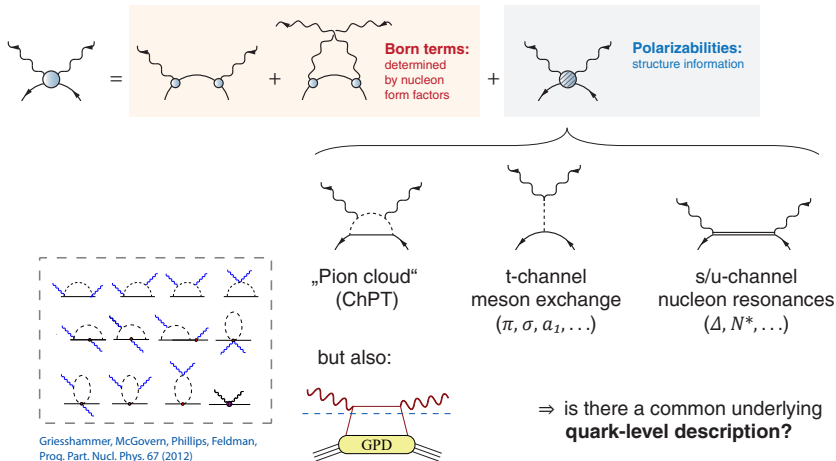 =
+
+
Born terms:
determined
by nucleon
form factors
Polarizabilities:
structure information
„Pion cloud“
(ChPT)
t-channel
meson exchange
(π, σ, a₁, . . .)
s/u-channel
nucleon resonances
(Δ, N*, . . .)
but also:
GPD
⇒ is there a common underlying
quark-level description?
Griesshammer, McGovern, Phillips, Feldman,
Prog. Part. Nucl. Phys. 67 (2012)